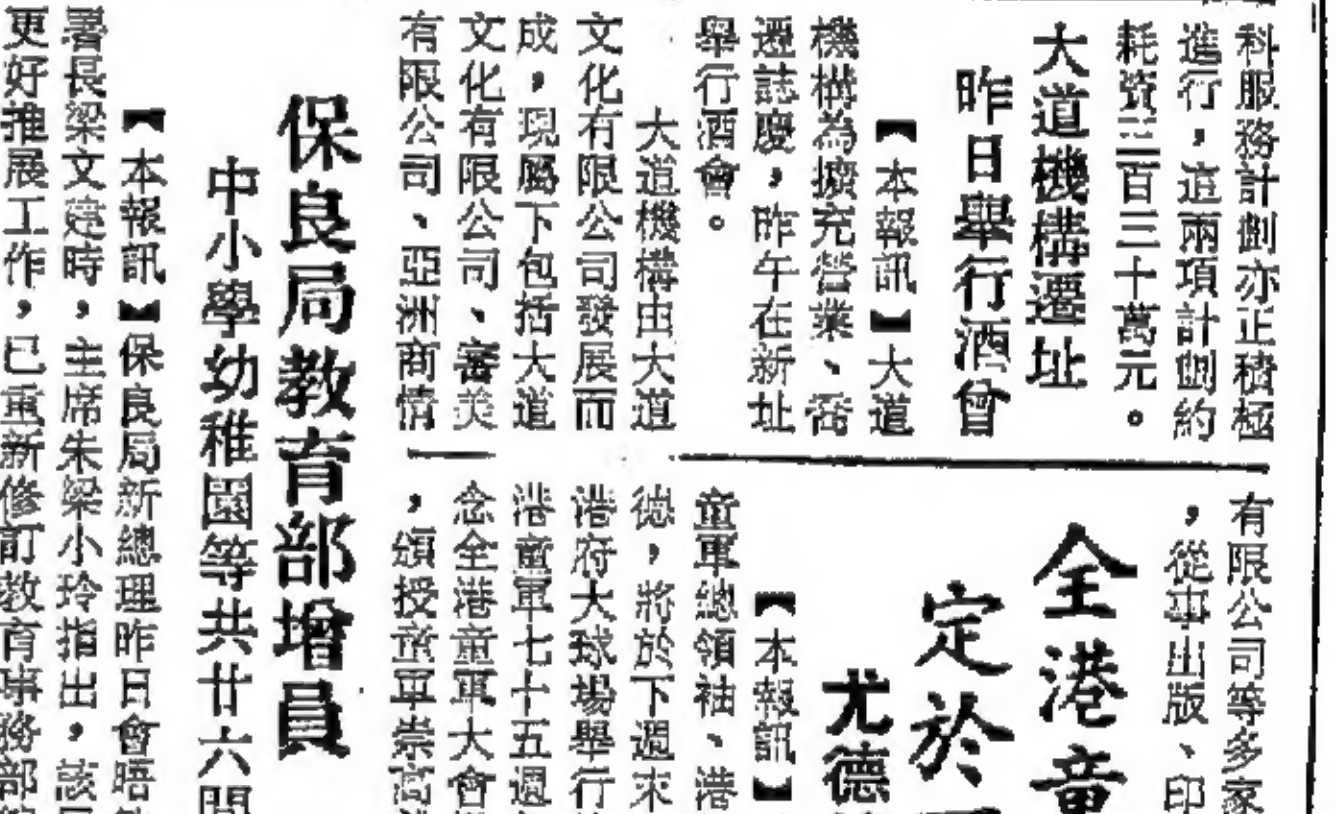 科服務計劃亦正積極
進行，這兩項計劃約
耗資三百三十萬元。
大道機構遷址
昨日舉行酒會
【本報訊】大道
機構為擴充營業、喬
遷誌慶，昨午在新址
舉行酒會。
大道機構由大道
文化有限公司發展而
成，現屬下包括大道
文化有限公司、審美
有限公司、亞洲商情
有限公司等多家
，從事出版、印
全港童
定於
尤德
【本報訊】
童軍總領袖、港
德，將於下週末
港府大球場舉行
港童軍七十五週
念全港童軍大會
，頒授童軍崇高
保良局教育部增員
中小學幼稚園等共廿六間
【本報訊】保良局新總理昨日會晤
署長梁文建時，主席朱梁小玲指出，該
更好推展工作，已重新修訂教育事務部